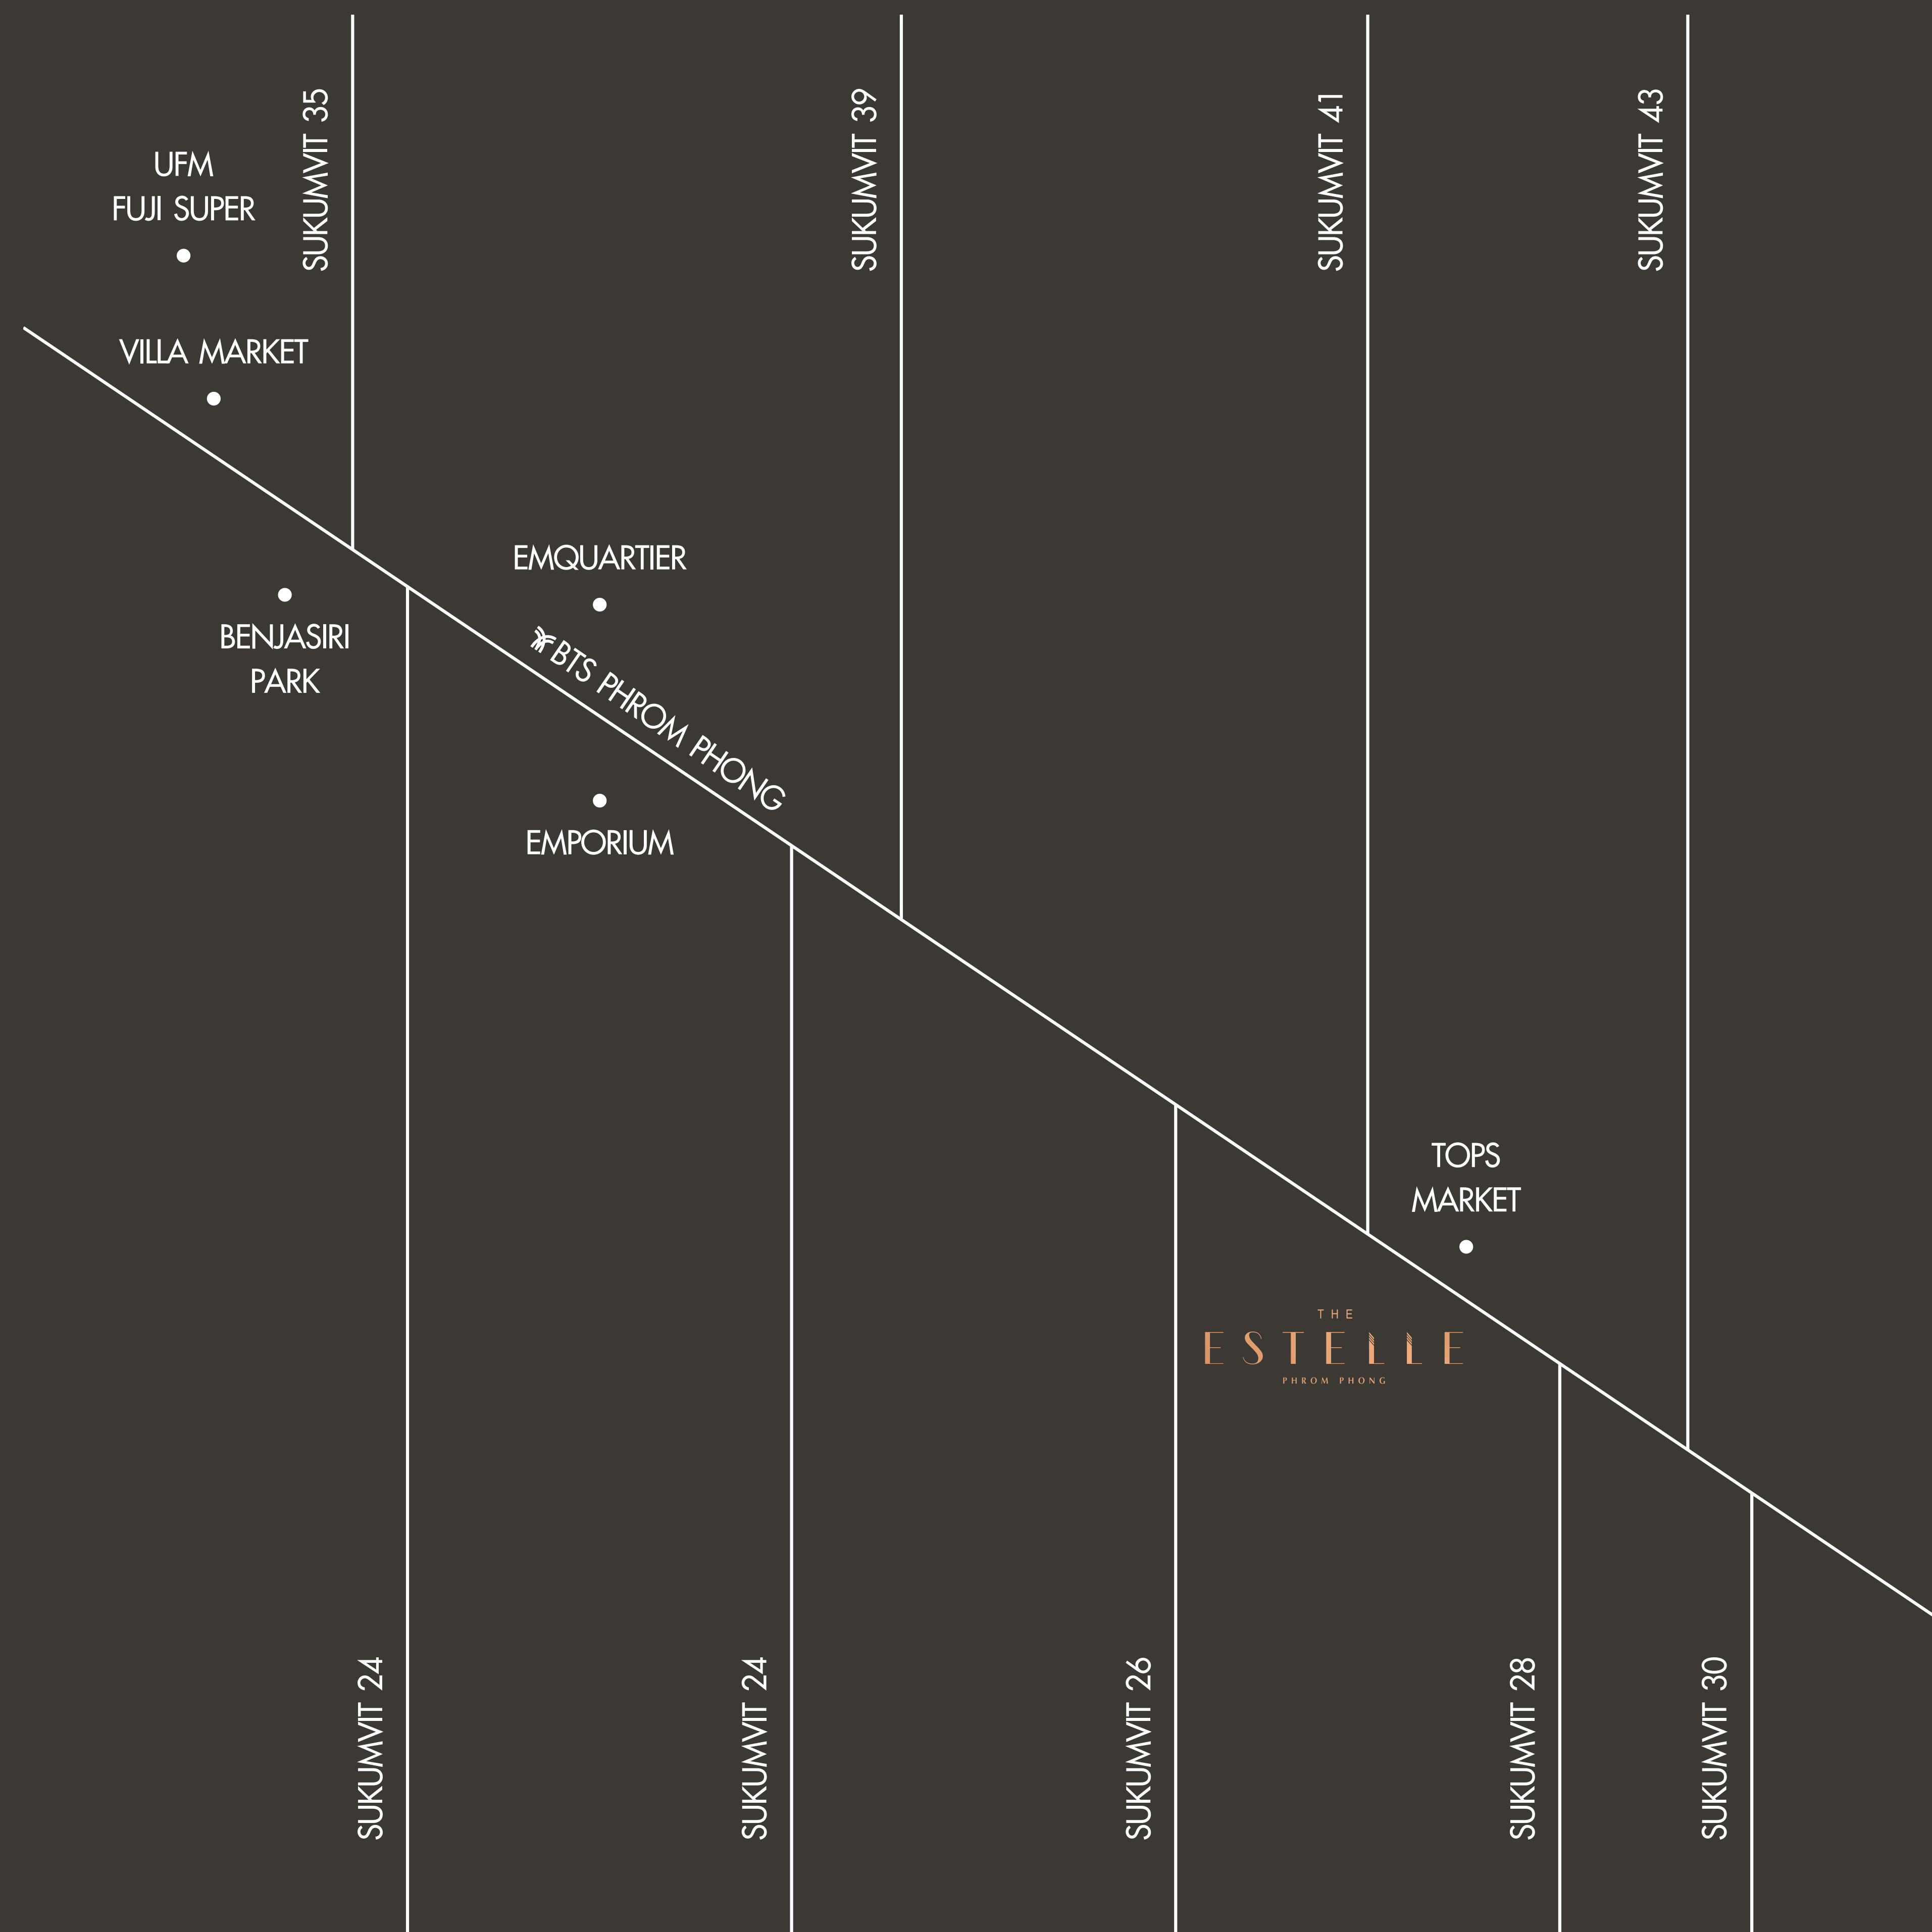 SUKUMVIT 35
SUKUMVIT 39
SUKUMVIT 41
SUKUMVIT 43
UFM
FUJI SUPER
VILLA MARKET
EMQUARTIER
BENJASIRI
PARK
BTS PHROM PHONG
EMPORIUM
TOPS
MARKET
THE
ESTELLE
PHROM PHONG
SUKUMVIT 24
SUKUMVIT 24
SUKUMVIT 26
SUKUMVIT 28
SUKUMVIT 30